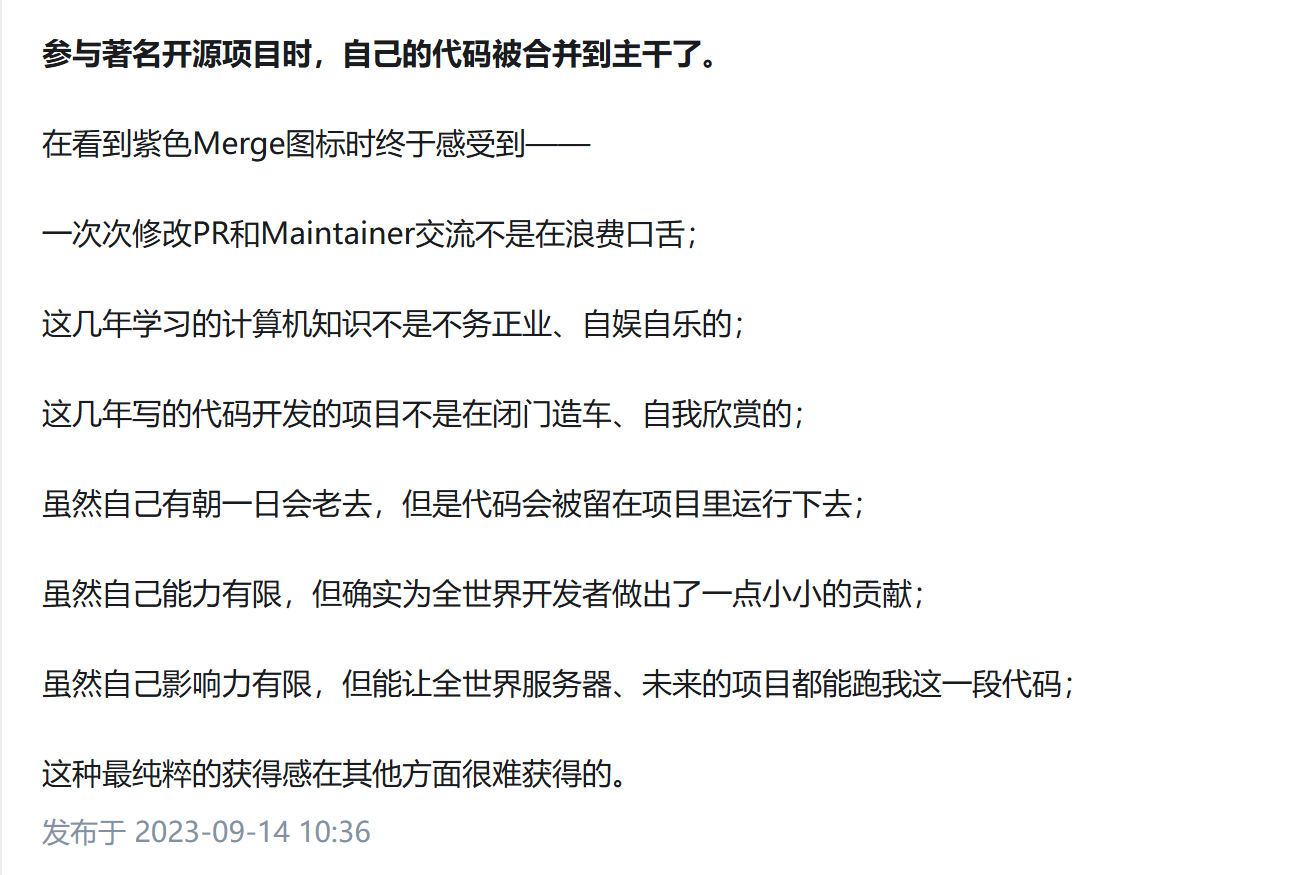 参与著名开源项目时，自己的代码被合并到主干了。
在看到紫色Merge图标时终于感受到——
一次次修改PR和Maintainer交流不是在浪费口舌；
这几年学习的计算机知识不是不务正业、自娱自乐的；
这几年写的代码开发的项目不是在闭门造车、自我欣赏的；
虽然自己有朝一日会老去，但是代码会被留在项目里运行下去；
虽然自己能力有限，但确实为全世界开发者做出了一点小小的贡献；
虽然自己影响力有限，但能让全世界服务器、未来的项目都能跑我这一段代码；
这种最纯粹的获得感在其他方面很难获得的。
发布于 2023-09-14 10:36